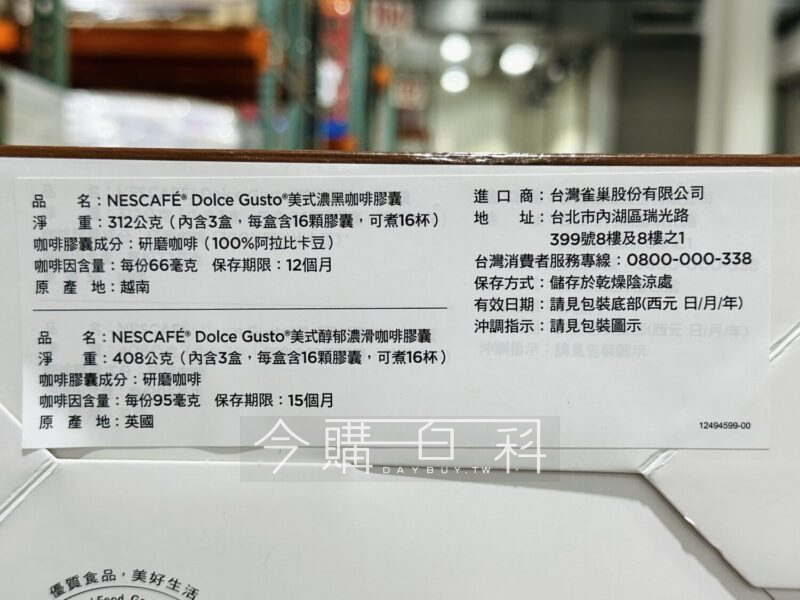 品　　名：NESCAFÉ® Dolce Gusto®美式濃黑咖啡膠囊
淨　　重：312公克（內含3盒，每盒含16顆膠囊，可煮16杯）
咖啡膠囊成分：研磨咖啡（100%阿拉比卡豆）
咖啡因含量：每份66毫克　保存期限：12個月
原 產 地：越南
品　　名：NESCAFÉ® Dolce Gusto®美式醇郁濃滑咖啡膠囊
淨　　重：408公克（內含3盒，每盒含16顆膠囊，可煮16杯）
咖啡膠囊成分：研磨咖啡
咖啡因含量：每份95毫克　保存期限：15個月
原 產 地：英國
進 口 商：台灣雀巢股份有限公司
地　　址：台北市內湖區瑞光路
399號8樓及8樓之1
台灣消費者服務專線：0800-000-338
保存方式：儲存於乾燥陰涼處
有效日期：請見包裝底部(西元 日/月/年)
沖調指示：請見包裝圖示
12494599-00
今購百科
DAYBUY.TW
優質食品，美好生活